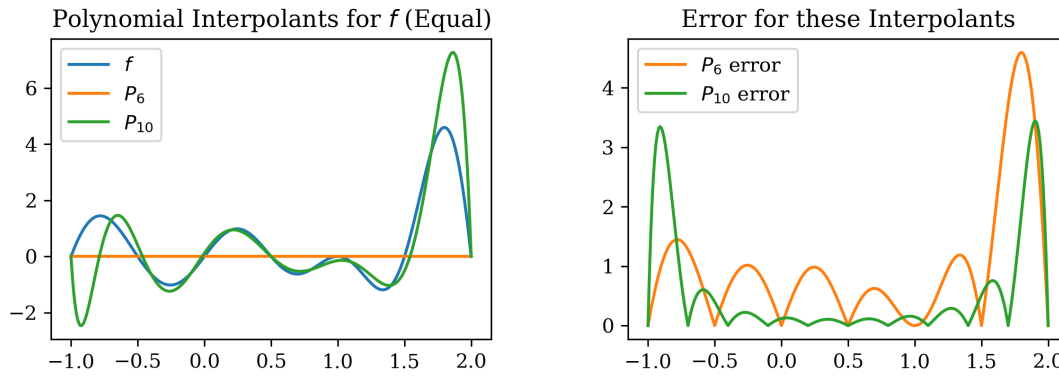 Polynomial Interpolants for f (Equal)
f
P6
P10
6
4
2
0
−2
−1.0 −0.5 0.0 0.5 1.0 1.5 2.0
Error for these Interpolants
P6 error
P10 error
4
3
2
1
0
−1.0 −0.5 0.0 0.5 1.0 1.5 2.0